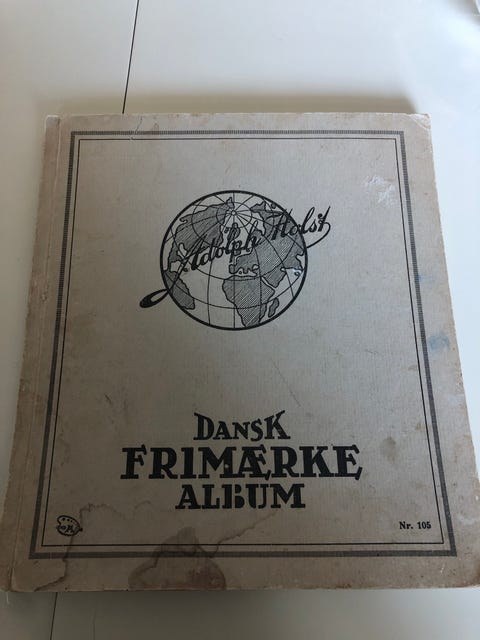 Adolph Holst
DANSK
FRIMÆRKE
ALBUM
Nr. 105